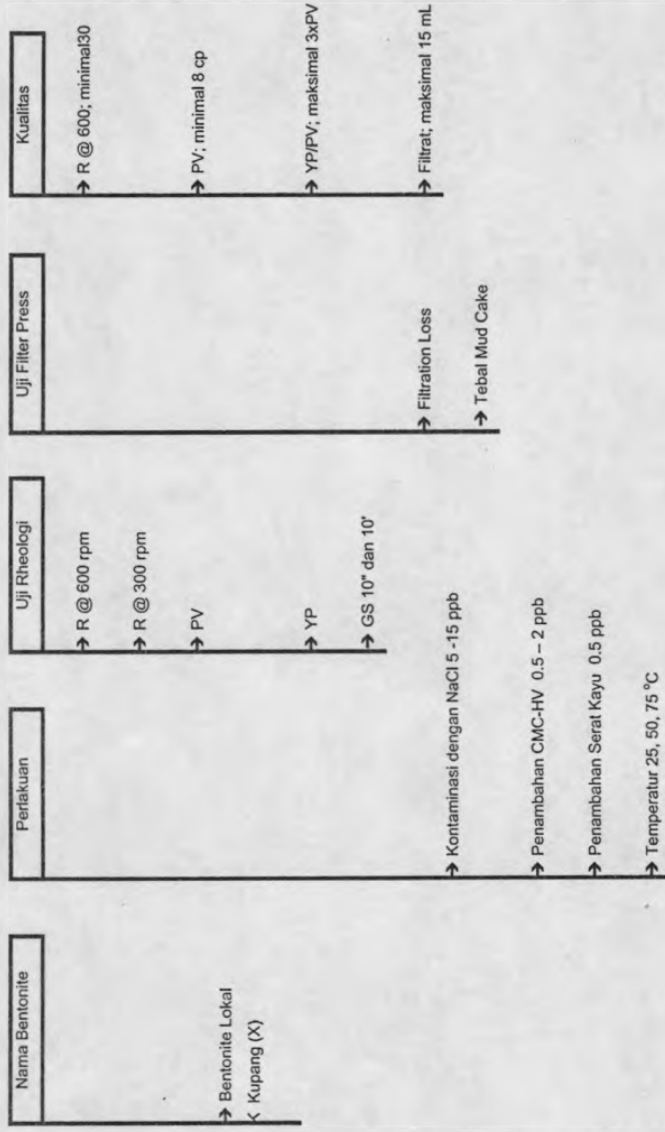 Nama Bentonite
Bentonite Lokal
Kupang (X)
Perlakuan
Kontaminasi dengan NaCl 5 -15 ppb
Penambahan CMC-HV 0.5 – 2 ppb
Penambahan Serat Kayu 0.5 ppb
Temperatur 25, 50, 75 °C
Uji Rheologi
R @ 600 rpm
R @ 300 rpm
PV
YP
GS 10" dan 10'
Uji Filter Press
Filtration Loss
Tebal Mud Cake
Kualitas
R @ 600; minimal30
PV; minimal 8 cp
YP/PV; maksimal 3xPV
Filtrat; maksimal 15 mL